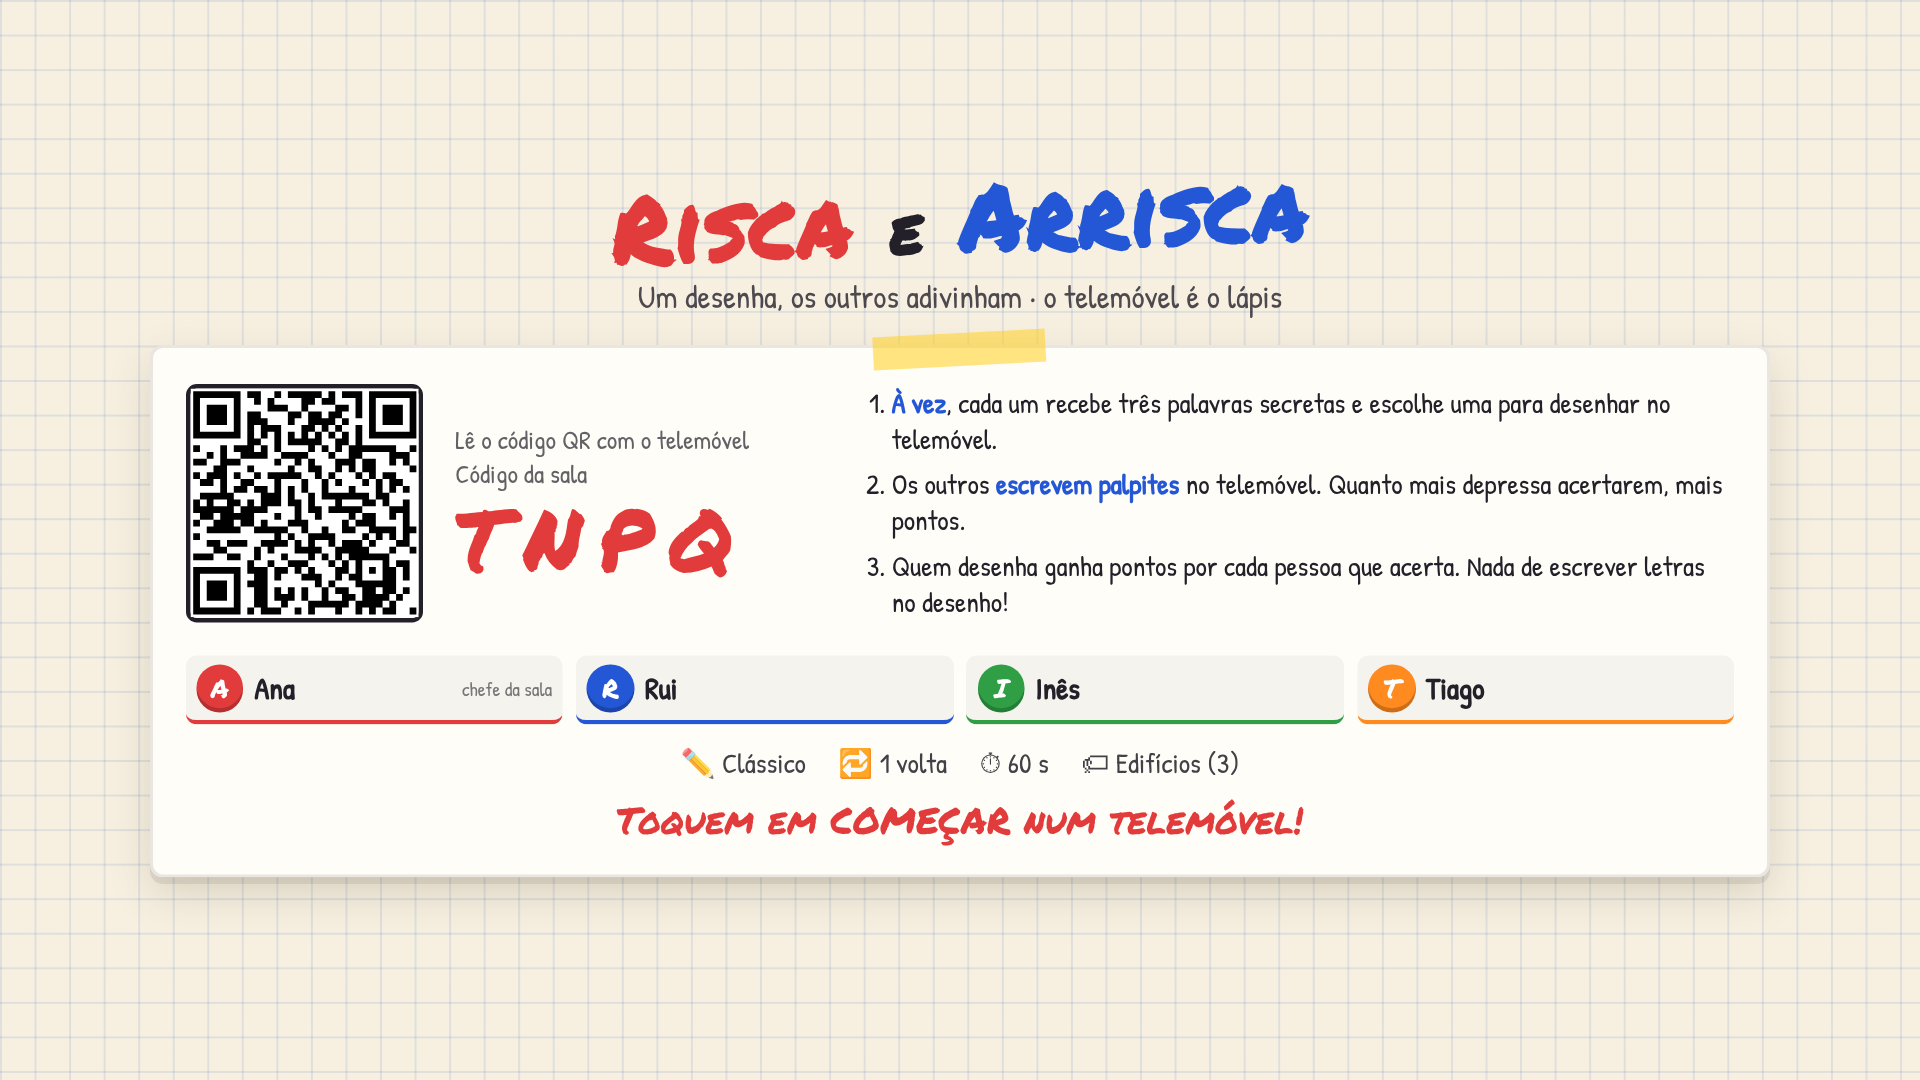 RISCA E ARRISCA
Um desenha, os outros adivinham · o telemóvel é o lápis
Lê o código QR com o telemóvel
Código da sala
TNPQ
1. À vez, cada um recebe três palavras secretas e escolhe uma para desenhar no
telemóvel.
2. Os outros escrevem palpites no telemóvel. Quanto mais depressa acertarem, mais
pontos.
3. Quem desenha ganha pontos por cada pessoa que acerta. Nada de escrever letras
no desenho!
A Ana chefe da sala
R Rui
I Inês
T Tiago
Clássico 1 volta 60 s Edifícios (3)
Toquem em COMEÇAR num telemóvel!